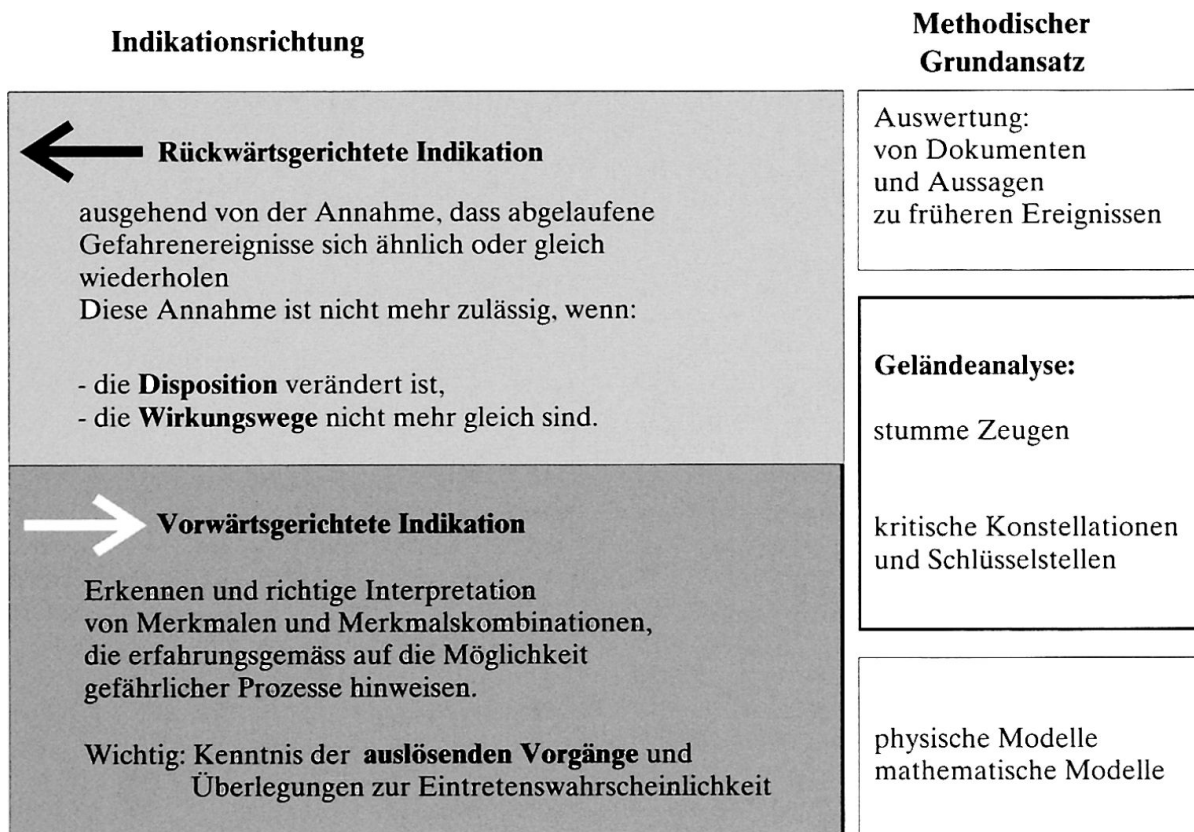 Indikationsrichtung
Methodischer
Grundansatz
Rückwärtsgerichtete Indikation
ausgehend von der Annahme, dass abgelaufene
Gefahrenereignisse sich ähnlich oder gleich
wiederholen
Diese Annahme ist nicht mehr zulässig, wenn:
- die Disposition verändert ist,
- die Wirkungswege nicht mehr gleich sind.
Vorwärtsgerichtete Indikation
Erkennen und richtige Interpretation
von Merkmalen und Merkmalskombinationen,
die erfahrungsgemäss auf die Möglichkeit
gefährlicher Prozesse hinweisen.
Wichtig: Kenntnis der auslösenden Vorgänge und
Überlegungen zur Eintretenswahrscheinlichkeit
Auswertung:
von Dokumenten
und Aussagen
zu früheren Ereignissen
Geländeanalyse:
stumme Zeugen
kritische Konstellationen
und Schlüsselstellen
physische Modelle
mathematische Modelle